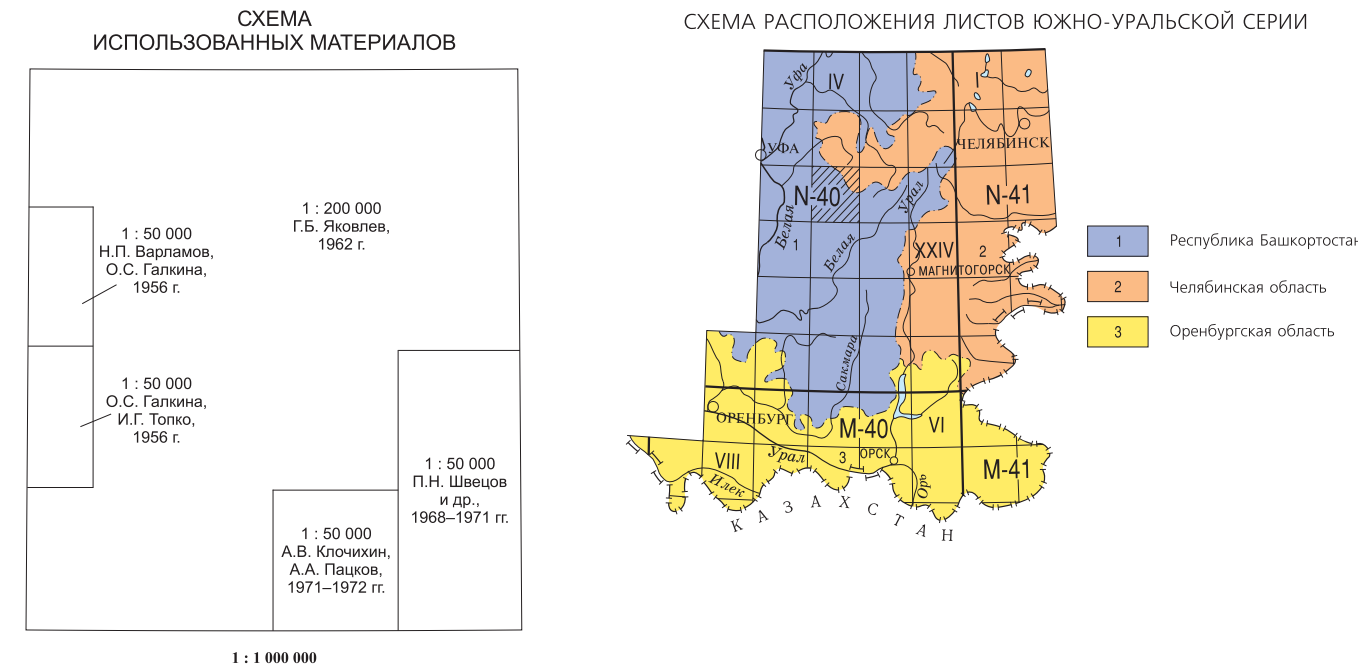 СХЕМА
ИСПОЛЬЗОВАННЫХ МАТЕРИАЛОВ
1 : 200 000
Г.Б. Яковлев,
1962 г.
1 : 50 000
Н.П. Варламов,
О.С. Галкина,
1956 г.
1 : 50 000
О.С. Галкина,
И.Г. Топко,
1956 г.
1 : 50 000
П.Н. Швецов
и др.,
1968–1971 гг.
1 : 50 000
А.В. Клочихин,
А.А. Пацков,
1971–1972 гг.
1 : 1 000 000
СХЕМА РАСПОЛОЖЕНИЯ ЛИСТОВ ЮЖНО-УРАЛЬСКОЙ СЕРИИ
Уфа
IV
I
УФА
ЧЕЛЯБИНСК
N-40
N-41
Урал
Белая
1
Белая
XXIV
2
МАГНИТОГОРСК
Сакмара
ОРЕНБУРГ
М-40
VI
VIII
Урал
3
ОРСК
М-41
Илек
Орь
КАЗАХСТАН
1
Республика Башкортостан
2
Челябинская область
3
Оренбургская область